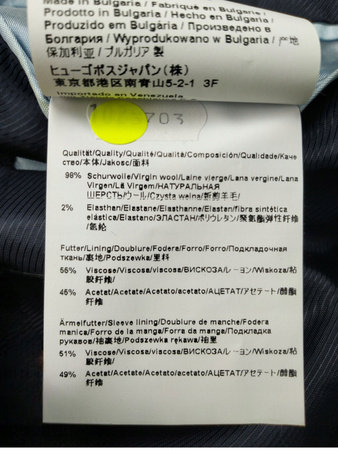 Made in Bulgaria / Fabriqué en Bulgarie /
Prodotto in Bulgaria / Hecho en Bulgaria /
Produzido em Bulgária / Произведено в
България / Wyprodukowano w Bulgaria / 产地
保加利亚 / ブルガリア 製
ヒューゴボスジャパン(株)
東京都港区南青山5-2-1 3F
Importado en Venezuela
703
Qualität/Quality/Qualité/Qualità/Composición/Qualidade/Каче
ство/本体/Jakość/面料
98% Schurwolle/Virgin wool/Laine vierge/Lana vergine/Lana
Virgen/Lã Virgem/НАТУРАЛЬНАЯ
ШЕРСТЬ/ウール/Czysta wełna/新剪羊毛/
2% Elasthan/Elastane/Elasthanne/Elastan/fibra sintética
elástica/Elastano/ЭЛАСТАН/ポリウレタン/聚氨酯弹性纤维
/氨纶
Futter/Lining/Doublure/Fodera/Forro/Forro/Подкладочная
ткань/裏地/Podszewka/里料
55% Viscose/Viscose/viscosa/ВИСКОЗА/レーヨン/Wiskoza/粘
胶纤维/
45% Acetat/Acetate/Acetato/acetato/АЦЕТАТ/アセテート/醋酯
纤维
Ärmelfutter/Sleeve lining/Doublure de manche/Fodera
manica/Forro de la manga/Forro da manga/Подкладка
рукавов/袖裏地/Podszewka rękawa/袖里
51% Viscose/Viscose/viscosa/ВИСКОЗА/レーヨン/Wiskoza/粘
胶纤维/
49% Acetat/Acetate/Acetato/acetato/АЦЕТАТ/アセテート/醋酯
纤维